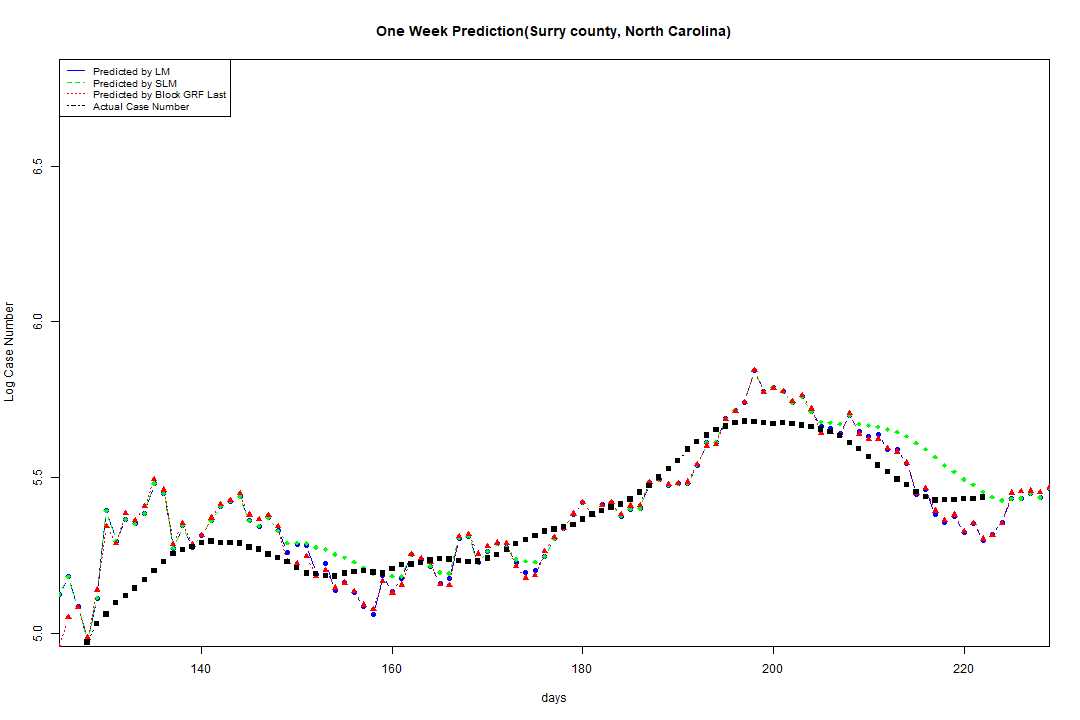 One Week Prediction(Surry county, North Carolina)
Predicted by LM
Predicted by SLM
Predicted by Block GRF Last
Actual Case Number
6.5
6.0
5.5
5.0
Log Case Number
140 160 180 200 220
days